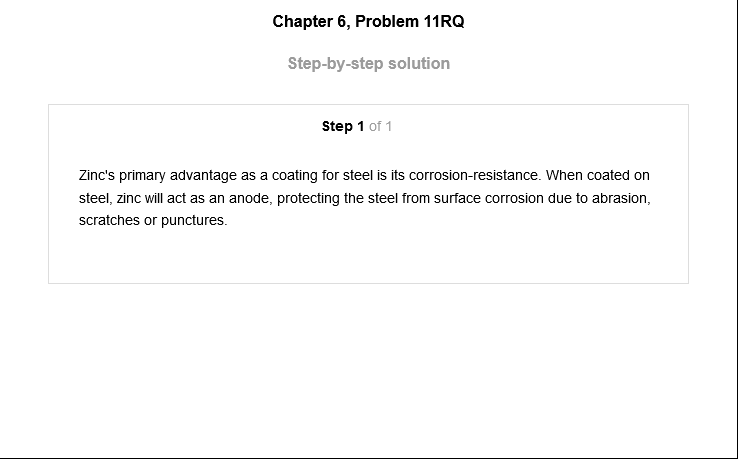 Chapter 6, Problem 11RQ
Step-by-step solution
Step 1 of 1
Zinc's primary advantage as a coating for steel is its corrosion-resistance. When coated on
steel, zinc will act as an anode, protecting the steel from surface corrosion due to abrasion,
scratches or punctures.